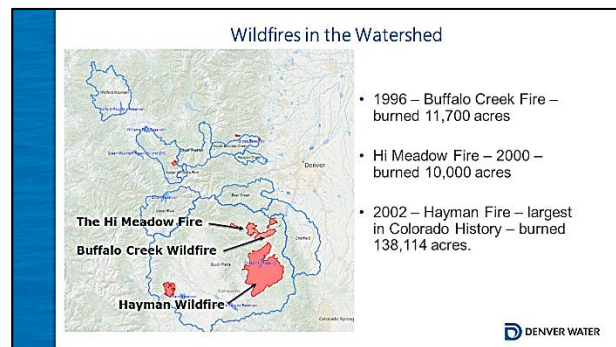 Wildfires in the Watershed
• 1996 – Buffalo Creek Fire –
burned 11,700 acres
• Hi Meadow Fire – 2000 –
burned 10,000 acres
• 2002 – Hayman Fire – largest
in Colorado History – burned
138,114 acres.
Denver
The Hi Meadow Fire
Buffalo Creek Wildfire
Hayman Wildfire
Colorado Springs
DENVER WATER